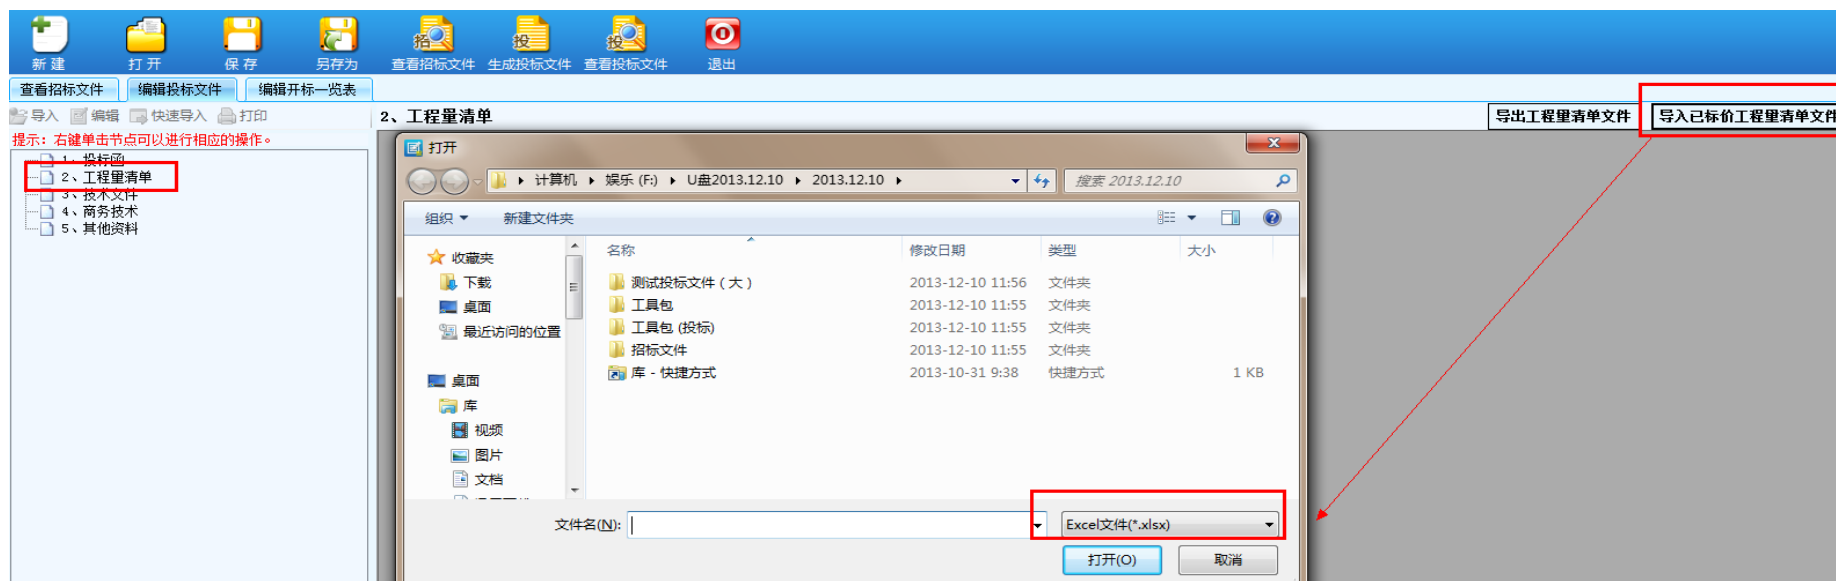 新 建 打 开 保 存 另存为 查看招标文件 生成投标文件 查看投标文件 退出
查看招标文件 编辑投标文件 编辑开标一览表
导入 编辑 快速导入 打印 2、工程量清单 导出工程量清单文件 导入已标价工程量清单文件
提示：右键单击节点可以进行相应的操作。
1、投标函
2、工程量清单
3、技术文件
4、商务技术
5、其他资料
打开
计算机 娱乐 (F:) U盘2013.12.10 2013.12.10 搜索 2013.12.10
组织 新建文件夹
收藏夹
下载
桌面
最近访问的位置
桌面
库
视频
图片
文档
名称 修改日期 类型 大小
测试投标文件（大） 2013-12-10 11:56 文件夹
工具包 2013-12-10 11:55 文件夹
工具包 (投标) 2013-12-10 11:55 文件夹
招标文件 2013-12-10 11:55 文件夹
库 - 快捷方式 2013-10-31 9:38 快捷方式 1 KB
文件名(N): Excel文件(*.xlsx)
打开(O) 取消